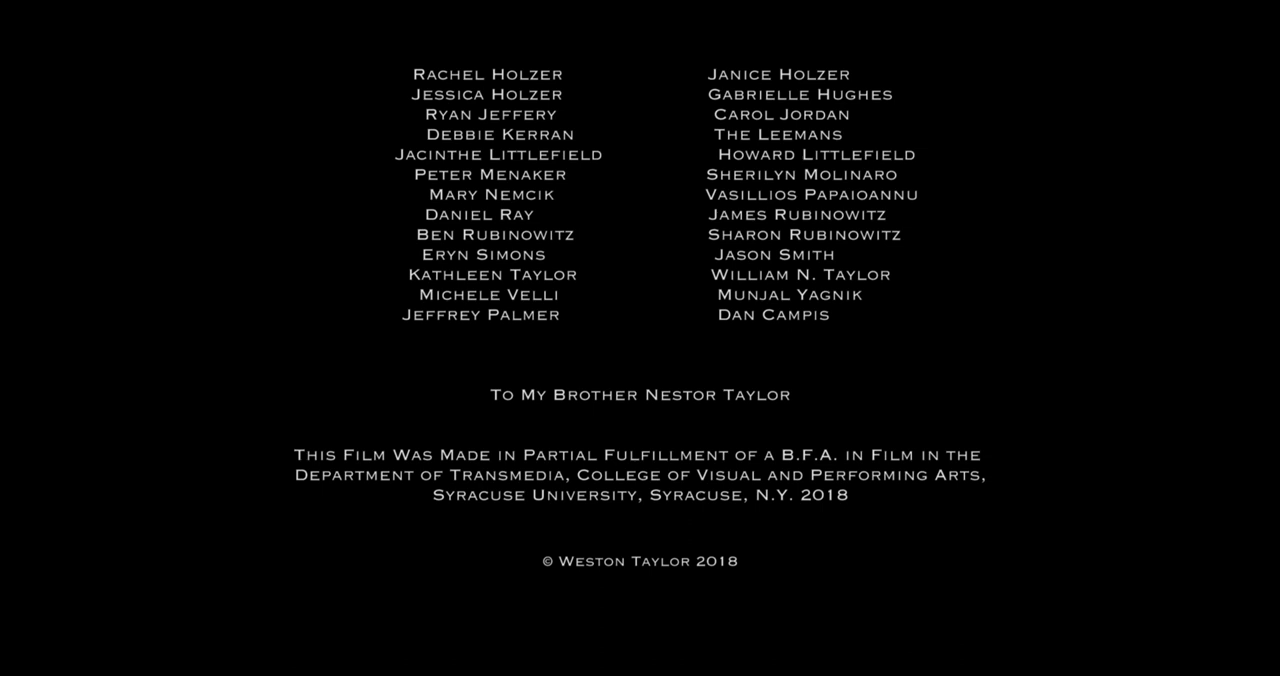 Rachel Holzer Janice Holzer
Jessica Holzer Gabrielle Hughes
Ryan Jeffery Carol Jordan
Debbie Kerran The Leemans
Jacinthe Littlefield Howard Littlefield
Peter Menaker Sherilyn Molinaro
Mary Nemcik Vasillios Papaioannu
Daniel Ray James Rubinowitz
Ben Rubinowitz Sharon Rubinowitz
Eryn Simons Jason Smith
Kathleen Taylor William N. Taylor
Michele Velli Munjal Yagnik
Jeffrey Palmer Dan Campis
To My Brother Nestor Taylor
This Film Was Made in Partial Fulfillment of a B.F.A. in Film in the
Department of Transmedia, College of Visual and Performing Arts,
Syracuse University, Syracuse, N.Y. 2018
© Weston Taylor 2018